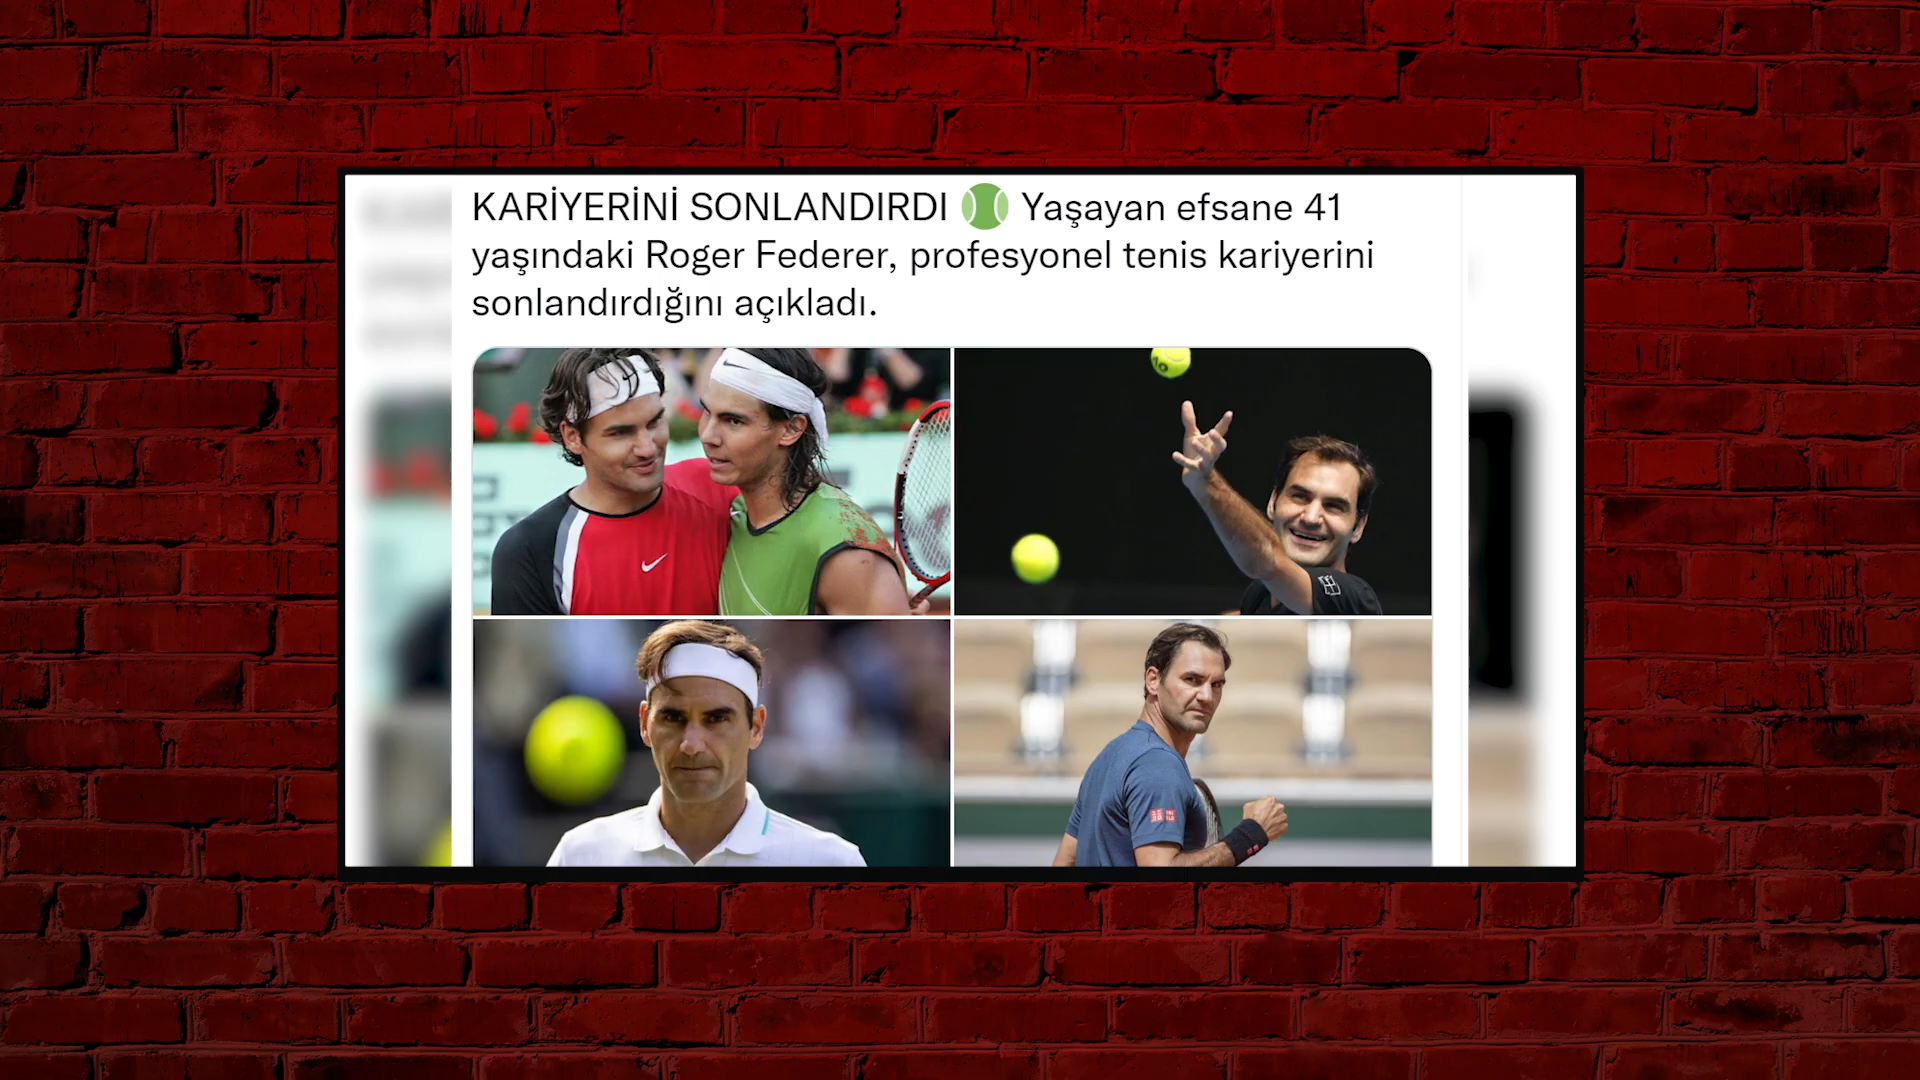 KARİYERİNİ SONLANDIRDI 🎾 Yaşayan efsane 41
yaşındaki Roger Federer, profesyonel tenis kariyerini
sonlandırdığını açıkladı.